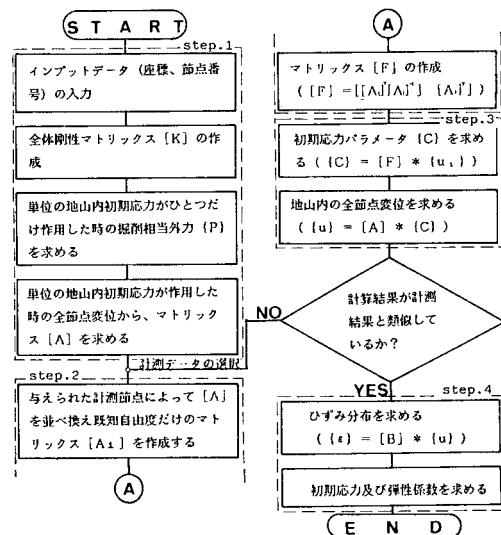 START
step.1
インプットデータ（座標、節点番
号）の入力
全体剛性マトリックス［K］の作
成
単位の地山内初期応力がひとつだ
け作用した時の掘削相当外力｛P｝
を求める
単位の地山内初期応力が作用した
時の全節点変位から、マトリックス
［A］を求める
計測データの選択
step.2
与えられた計測節点によって［A］
を並べ換え既知自由度だけのマト
リックス［A₁］を作成する
A
A
マトリックス［F］の作成
step.3
初期応力パラメータ｛C｝を求め
る（｛C｝＝［F］＊｛u₁｝）
地山内の全節点変位を求める
（｛u｝＝［A］＊｛C｝）
計算結果が計測
結果と類似して
いるか？
NO
YES
step.4
ひずみ分布を求める
（｛ε｝＝［B］＊｛u｝）
初期応力及び弾性係数を求める
END